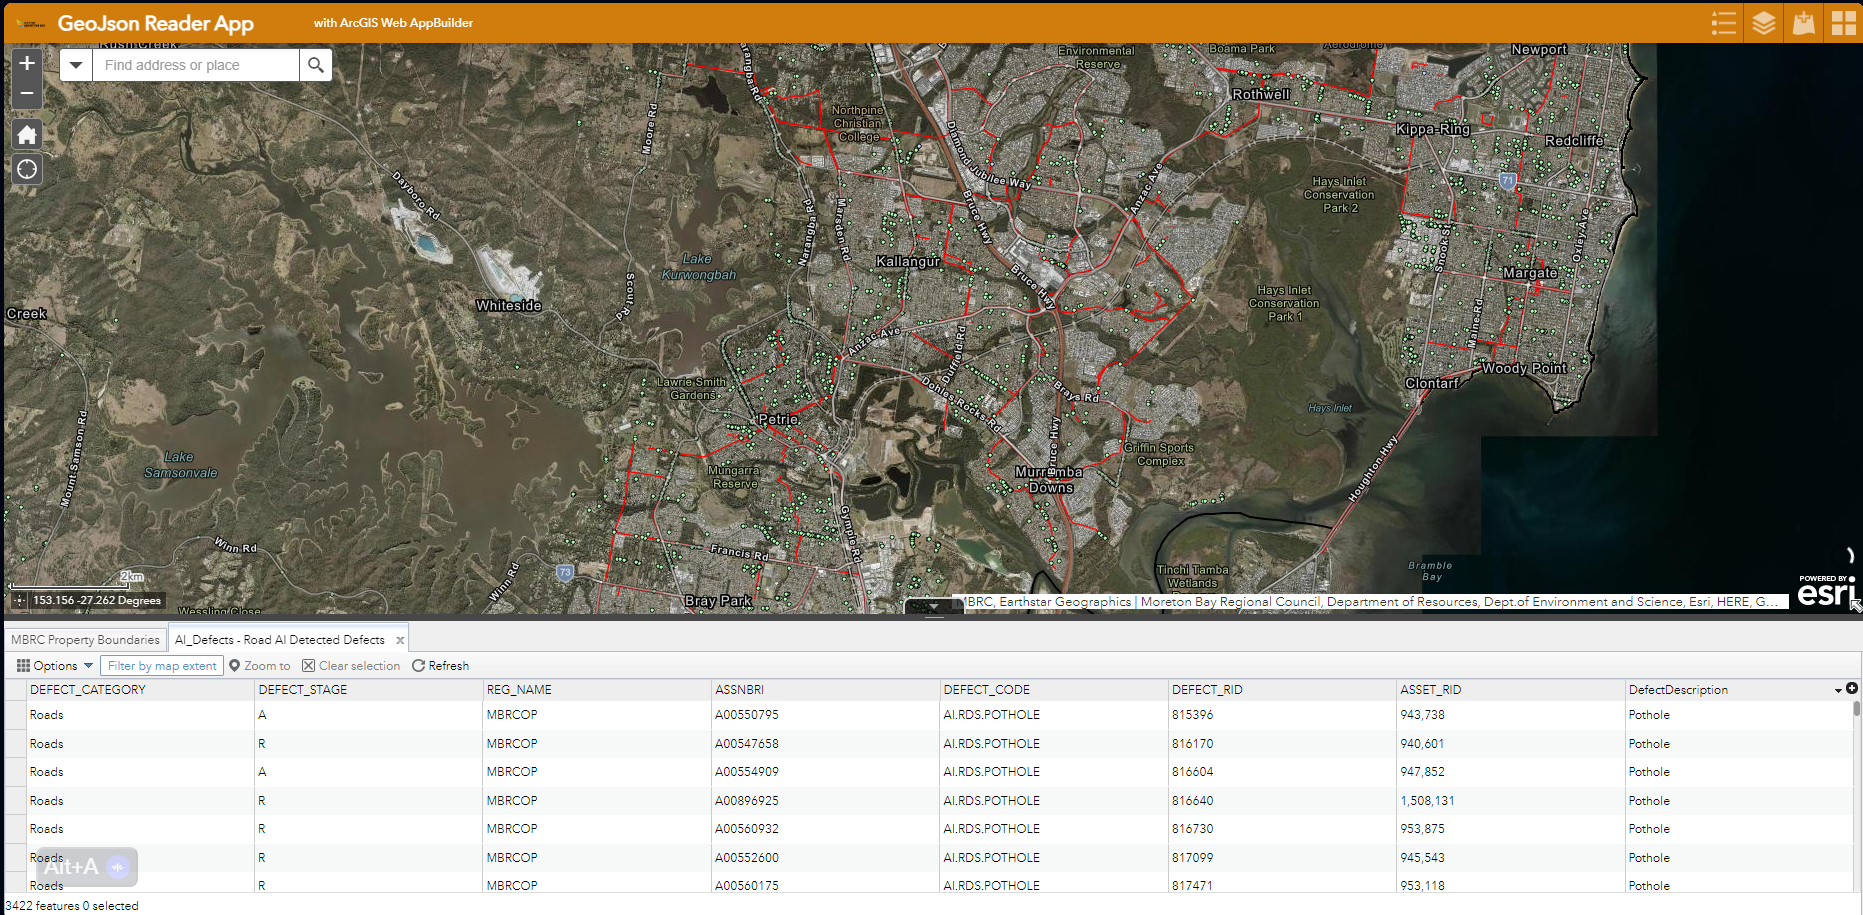 GeoJson Reader App
with ArcGIS Web AppBuilder
Find address or place
Rush Creek
Narangba Rd
Environmental
Reserve
Boama Park
Aerodrome
Newport
Rothwell
Northpine
Christian
College
Moore Rd
Kippa-Ring
Redcliffe
Diamond Jubilee Way
Anzac Ave
Dayboro Rd
Hays Inlet
Conservation
Park 2
71
Narangba Rd
Marsden Rd
Bruce Hwy
Snook St
Oxley Ave
Lake
Kurwongbah
Kallangur
Bruce Hwy
Margate
Scout Rd
Hays Inlet
Conservation
Park 1
Creek
Whiteside
Maine Rd
Anzac Ave
Duffield Rd
Woody Point
Lawrie Smith
Gardens
Dohles Rocks Rd
Brays Rd
Clontarf
Hays Inlet
Petrie
Mount Samson Rd
Bruce Hwy
Griffin Sports
Complex
Lake
Samsonvale
Mungarra
Reserve
Murrumba
Downs
Houghton Hwy
Gympie Rd
Winn Rd
Francis Rd
Winn Rd
73
Tinchi Tamba
Wetlands
Bramble
Bay
2km
153.156 -27.262 Degrees
Wessling Close
Bray Park
POWERED BY
esri
MBRC, Earthstar Geographics | Moreton Bay Regional Council, Department of Resources, Dept.of Environment and Science, Esri, HERE, G...
MBRC Property Boundaries AI_Defects - Road AI Detected Defects x
Options Filter by map extent Zoom to Clear selection Refresh
DEFECT_CATEGORY DEFECT_STAGE REG_NAME ASSNBRI DEFECT_CODE DEFECT_RID ASSET_RID DefectDescription
Roads A MBRCOP A00550795 AI.RDS.POTHOLE 815396 943,738 Pothole
Roads R MBRCOP A00547658 AI.RDS.POTHOLE 816170 940,601 Pothole
Roads A MBRCOP A00554909 AI.RDS.POTHOLE 816604 947,852 Pothole
Roads R MBRCOP A00896925 AI.RDS.POTHOLE 816640 1,508,131 Pothole
Roads R MBRCOP A00560932 AI.RDS.POTHOLE 816730 953,875 Pothole
Roads R MBRCOP A00552600 AI.RDS.POTHOLE 817099 945,543 Pothole
Alt+A
Roads R MBRCOP A00560175 AI.RDS.POTHOLE 817471 953,118 Pothole
3422 features 0 selected